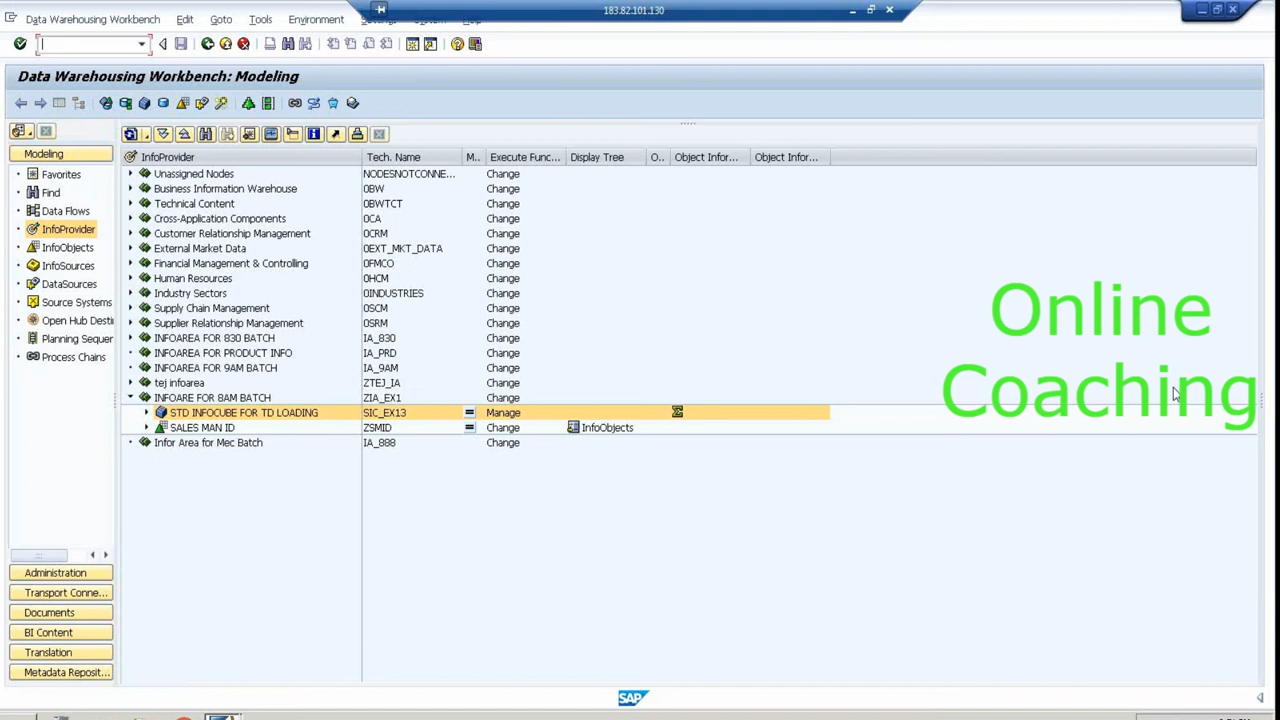 183.82.101.130
Data Warehousing Workbench Edit Goto Tools Environment
Data Warehousing Workbench: Modeling
Modeling
Favorites
Find
Data Flows
InfoProvider
InfoObjects
InfoSources
DataSources
Source Systems
Open Hub Desti
Planning Sequer
Process Chains
Administration
Transport Conne...
Documents
BI Content
Translation
Metadata Reposit...
InfoProvider Tech. Name M.. Execute Func... Display Tree O.. Object Infor... Object Infor...
Unassigned Nodes NODESNOTCONNE... Change
Business Information Warehouse 0BW Change
Technical Content 0BWTCT Change
Cross-Application Components 0CA Change
Customer Relationship Management 0CRM Change
External Market Data 0EXT_MKT_DATA Change
Financial Management & Controlling 0FMCO Change
Human Resources 0HCM Change
Industry Sectors 0INDUSTRIES Change
Supply Chain Management 0SCM Change
Supplier Relationship Management 0SRM Change
INFOAREA FOR 830 BATCH IA_830 Change
INFOAREA FOR PRODUCT INFO IA_PRD Change
INFOAREA FOR 9AM BATCH IA_9AM Change
tej infoarea ZTEJ_IA Change
INFOARE FOR 8AM BATCH ZIA_EX1 Change
STD INFOCUBE FOR TD LOADING SIC_EX13 = Manage
SALES MAN ID ZSMID = Change InfoObjects
Infor Area for Mec Batch IA_888 Change
Online
Coaching
SAP